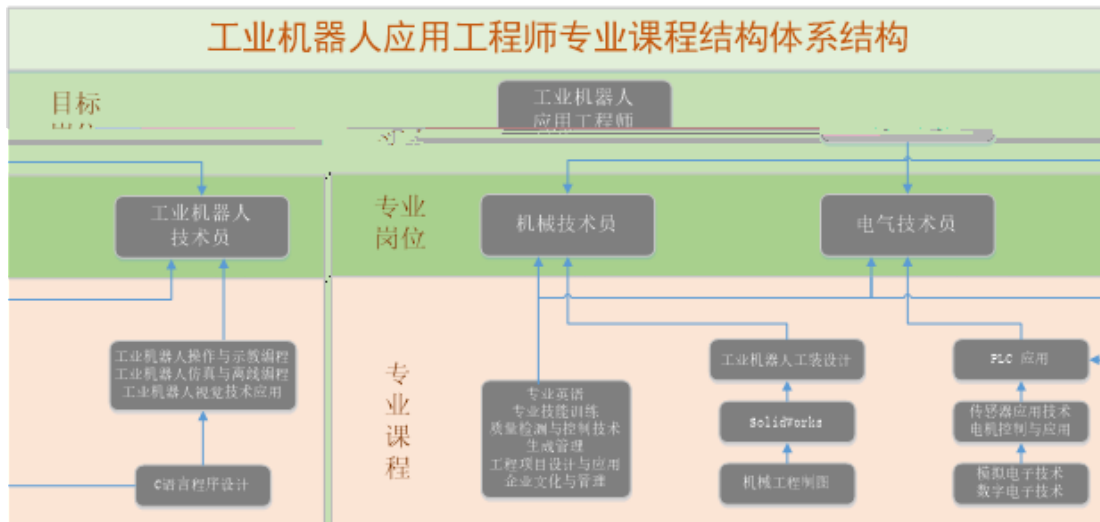 工业机器人应用工程师专业课程结构体系结构
目标
工业机器人
应用工程师
工业机器人
技术员
专业
岗位
机械技术员
电气技术员
工业机器人操作与示教编程
工业机器人仿真与离线编程
工业机器人视觉技术应用
C语言程序设计
专业课程
专业英语
专业技能训练
质量检测与控制技术
生成管理
工程项目设计与应用
企业文化与管理
工业机器人工装设计
SolidWorks
机械工程制图
PLC 应用
传感器应用技术
电机控制与应用
模拟电子技术
数字电子技术